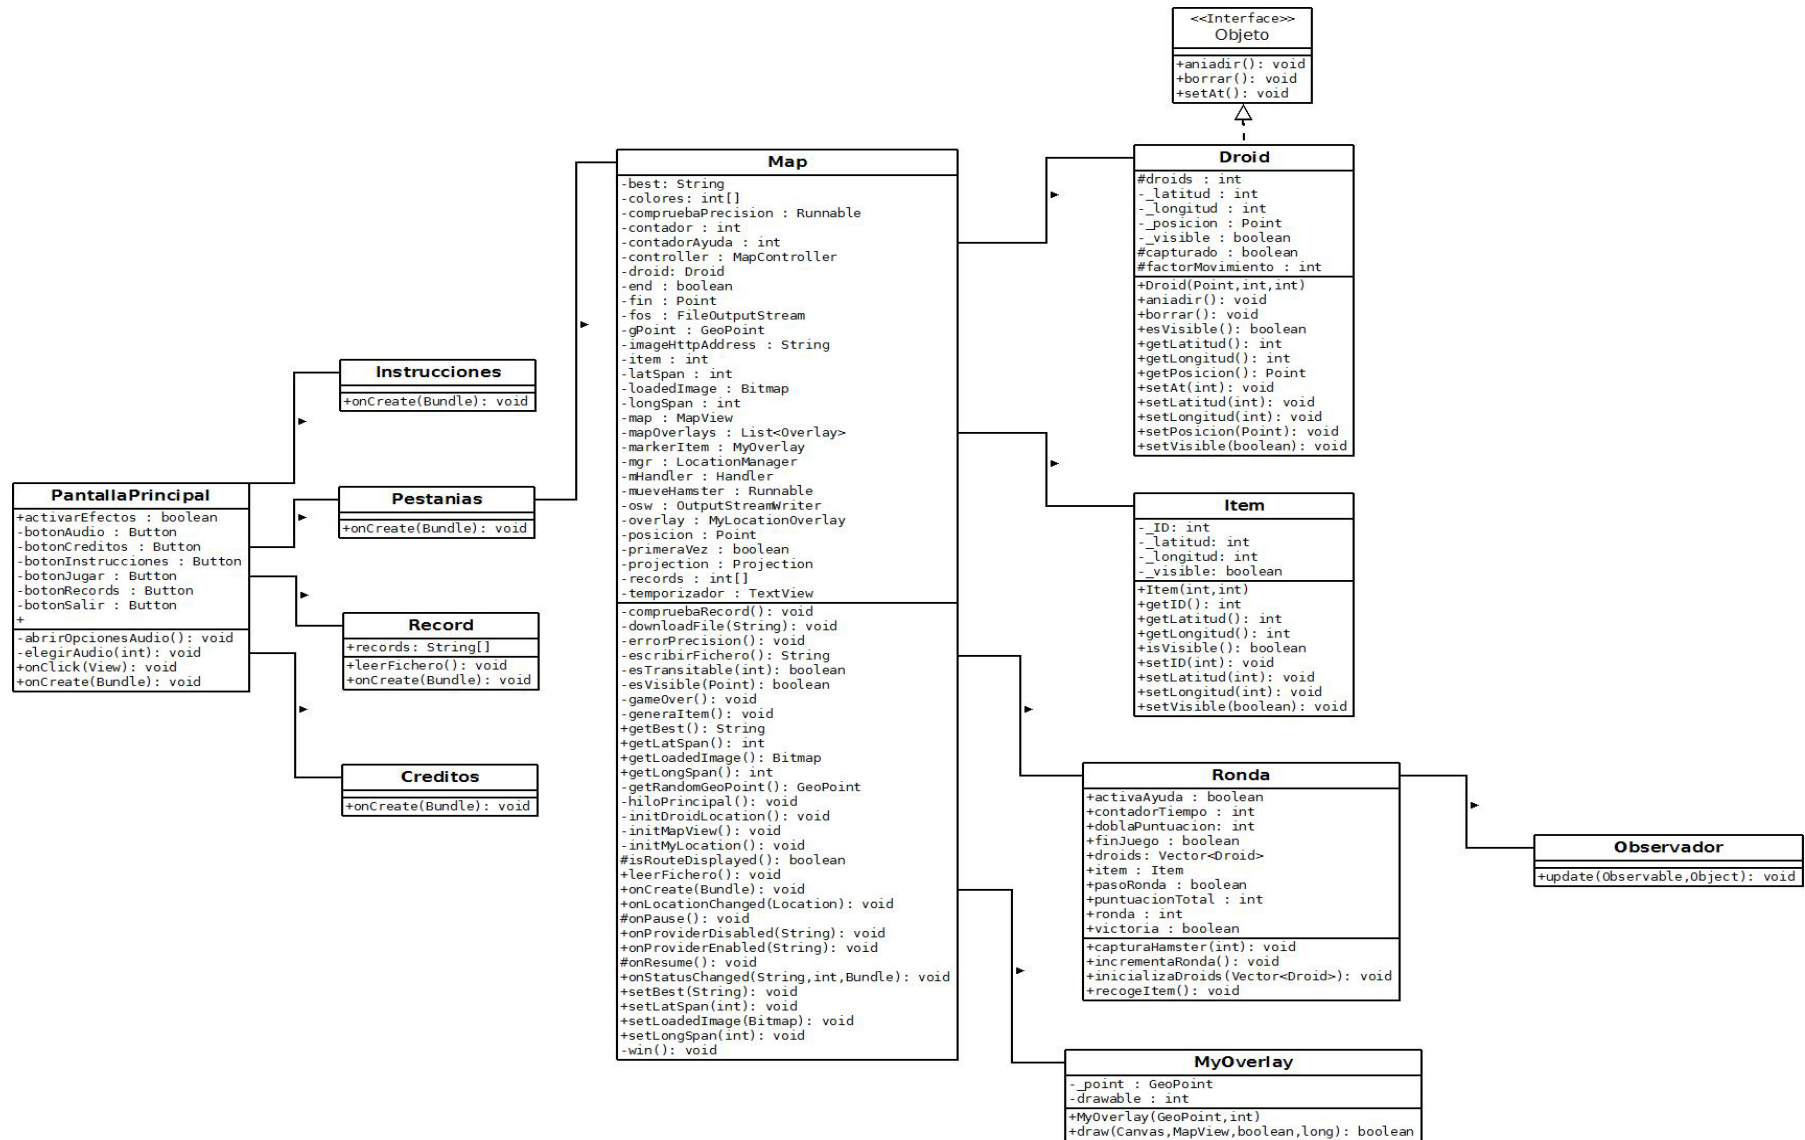 <<Interface>>
Objeto
+aniadir(): void
+borrar(): void
+setAt(): void
PantallaPrincipal
+activarEfectos : boolean
-botonAudio : Button
-botonCreditos : Button
-botonInstrucciones : Button
-botonJugar : Button
-botonRecords : Button
-botonSalir : Button
+
-abrirOpcionesAudio(): void
-elegirAudio(int): void
+onClick(View): void
+onCreate(Bundle): void
Instrucciones
+onCreate(Bundle): void
Pestanias
+onCreate(Bundle): void
Record
+records: String[]
+leerFichero(): void
+onCreate(Bundle): void
Creditos
+onCreate(Bundle): void
Map
-best: String
-colores: int[]
-compruebaPrecision : Runnable
-contador : int
-contadorAyuda : int
-controller : MapController
-droid: Droid
-end : boolean
-fin : Point
-fos : FileOutputStream
-gPoint : GeoPoint
-imageHttpAddress : String
-item : int
-latSpan : int
-loadedImage : Bitmap
-longSpan : int
-map : MapView
-mapOverlays : List<Overlay>
-markerItem : MyOverlay
-mgr : LocationManager
-mHandler : Handler
-mueveHamster : Runnable
-osw : OutputStreamWriter
-overlay : MyLocationOverlay
-posicion : Point
-primeraVez : boolean
-projection : Projection
-records : int[]
-temporizador : TextView
-compruebaRecord(): void
-downloadFile(String): void
-errorPrecision(): void
-escribirFichero(): String
-esTransitable(int): boolean
-esVisible(Point): boolean
-gameOver(): void
-generaItem(): void
+getBest(): String
+getLatSpan(): int
+getLoadedImage(): Bitmap
+getLongSpan(): int
-getRandomGeoPoint(): GeoPoint
-hiloPrincipal(): void
-initDroidLocation(): void
-initMapView(): void
-initMyLocation(): void
#isRouteDisplayed(): boolean
+leerFichero(): void
+onCreate(Bundle): void
+onLocationChanged(Location): void
#onPause(): void
+onProviderDisabled(String): void
+onProviderEnabled(String): void
#onResume(): void
+onStatusChanged(String,int,Bundle): void
+setBest(String): void
+setLatSpan(int): void
+setLoadedImage(Bitmap): void
+setLongSpan(int): void
-win(): void
Droid
#droids : int
-_latitud : int
-_longitud : int
-_posicion : Point
-_visible : boolean
#capturado : boolean
#factorMovimiento : int
+Droid(Point,int,int)
+aniadir(): void
+borrar(): void
+esVisible(): boolean
+getLatitud(): int
+getLongitud(): int
+getPosicion(): Point
+setAt(int): void
+setLatitud(int): void
+setLongitud(int): void
+setPosicion(Point): void
+setVisible(boolean): void
Item
-_ID: int
-_latitud: int
-_longitud: int
-_visible: boolean
+Item(int,int)
+getID(): int
+getLatitud(): int
+getLongitud(): int
+isVisible(): boolean
+setID(int): void
+setLatitud(int): void
+setLongitud(int): void
+setVisible(boolean): void
Ronda
+activaAyuda : boolean
+contadorTiempo : int
+doblaPuntuacion: int
+finJuego : boolean
+droids: Vector<Droid>
+item : Item
+pasoRonda : boolean
+puntuacionTotal : int
+ronda : int
+victoria : boolean
+capturaHamster(int): void
+incrementaRonda(): void
+inicializaDroids(Vector<Droid>): void
+recogeItem(): void
Observador
+update(Observable,Object): void
MyOverlay
-_point : GeoPoint
-drawable : int
+MyOverlay(GeoPoint,int)
+draw(Canvas,MapView,boolean,long): boolean